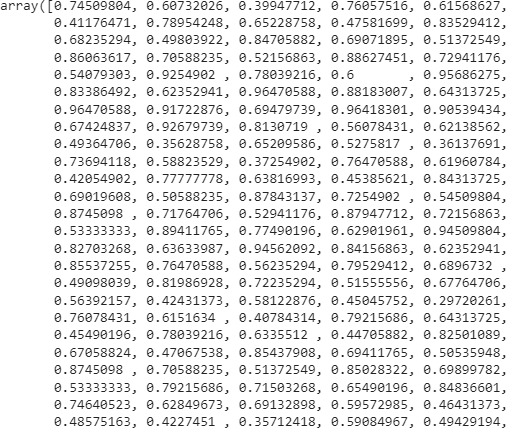 array([0.74509804, 0.60732026, 0.39947712, 0.76057516, 0.61568627,
0.41176471, 0.78954248, 0.65228758, 0.47581699, 0.83529412,
0.68235294, 0.49803922, 0.84705882, 0.69071895, 0.51372549,
0.86063617, 0.70588235, 0.52156863, 0.88627451, 0.72941176,
0.54079303, 0.9254902 , 0.78039216, 0.6       , 0.95686275,
0.83386492, 0.62352941, 0.96470588, 0.88183007, 0.64313725,
0.96470588, 0.91722876, 0.69479739, 0.96418301, 0.90539434,
0.67424837, 0.92679739, 0.8130719 , 0.56078431, 0.62138562,
0.49364706, 0.35628758, 0.65209586, 0.5275817 , 0.36137691,
0.73694118, 0.58823529, 0.37254902, 0.76470588, 0.61960784,
0.42054902, 0.77777778, 0.63816993, 0.45385621, 0.84313725,
0.69019608, 0.50588235, 0.87843137, 0.7254902 , 0.54509804,
0.8745098 , 0.71764706, 0.52941176, 0.87947712, 0.72156863,
0.53333333, 0.89411765, 0.77490196, 0.62901961, 0.94509804,
0.82703268, 0.63633987, 0.94562092, 0.84156863, 0.62352941,
0.85537255, 0.76470588, 0.56235294, 0.79529412, 0.6896732 ,
0.49098039, 0.81986928, 0.72235294, 0.51555556, 0.67764706,
0.56392157, 0.42431373, 0.58122876, 0.45045752, 0.29720261,
0.76078431, 0.6151634 , 0.40784314, 0.79215686, 0.64313725,
0.45490196, 0.78039216, 0.6335512 , 0.44705882, 0.82501089,
0.67058824, 0.47067538, 0.85437908, 0.69411765, 0.50535948,
0.8745098 , 0.70588235, 0.51372549, 0.85028322, 0.69899782,
0.53333333, 0.79215686, 0.71503268, 0.65490196, 0.84836601,
0.74640523, 0.62849673, 0.69132898, 0.59572985, 0.46431373,
0.48575163, 0.4227451 , 0.35712418, 0.59084967, 0.49429194,